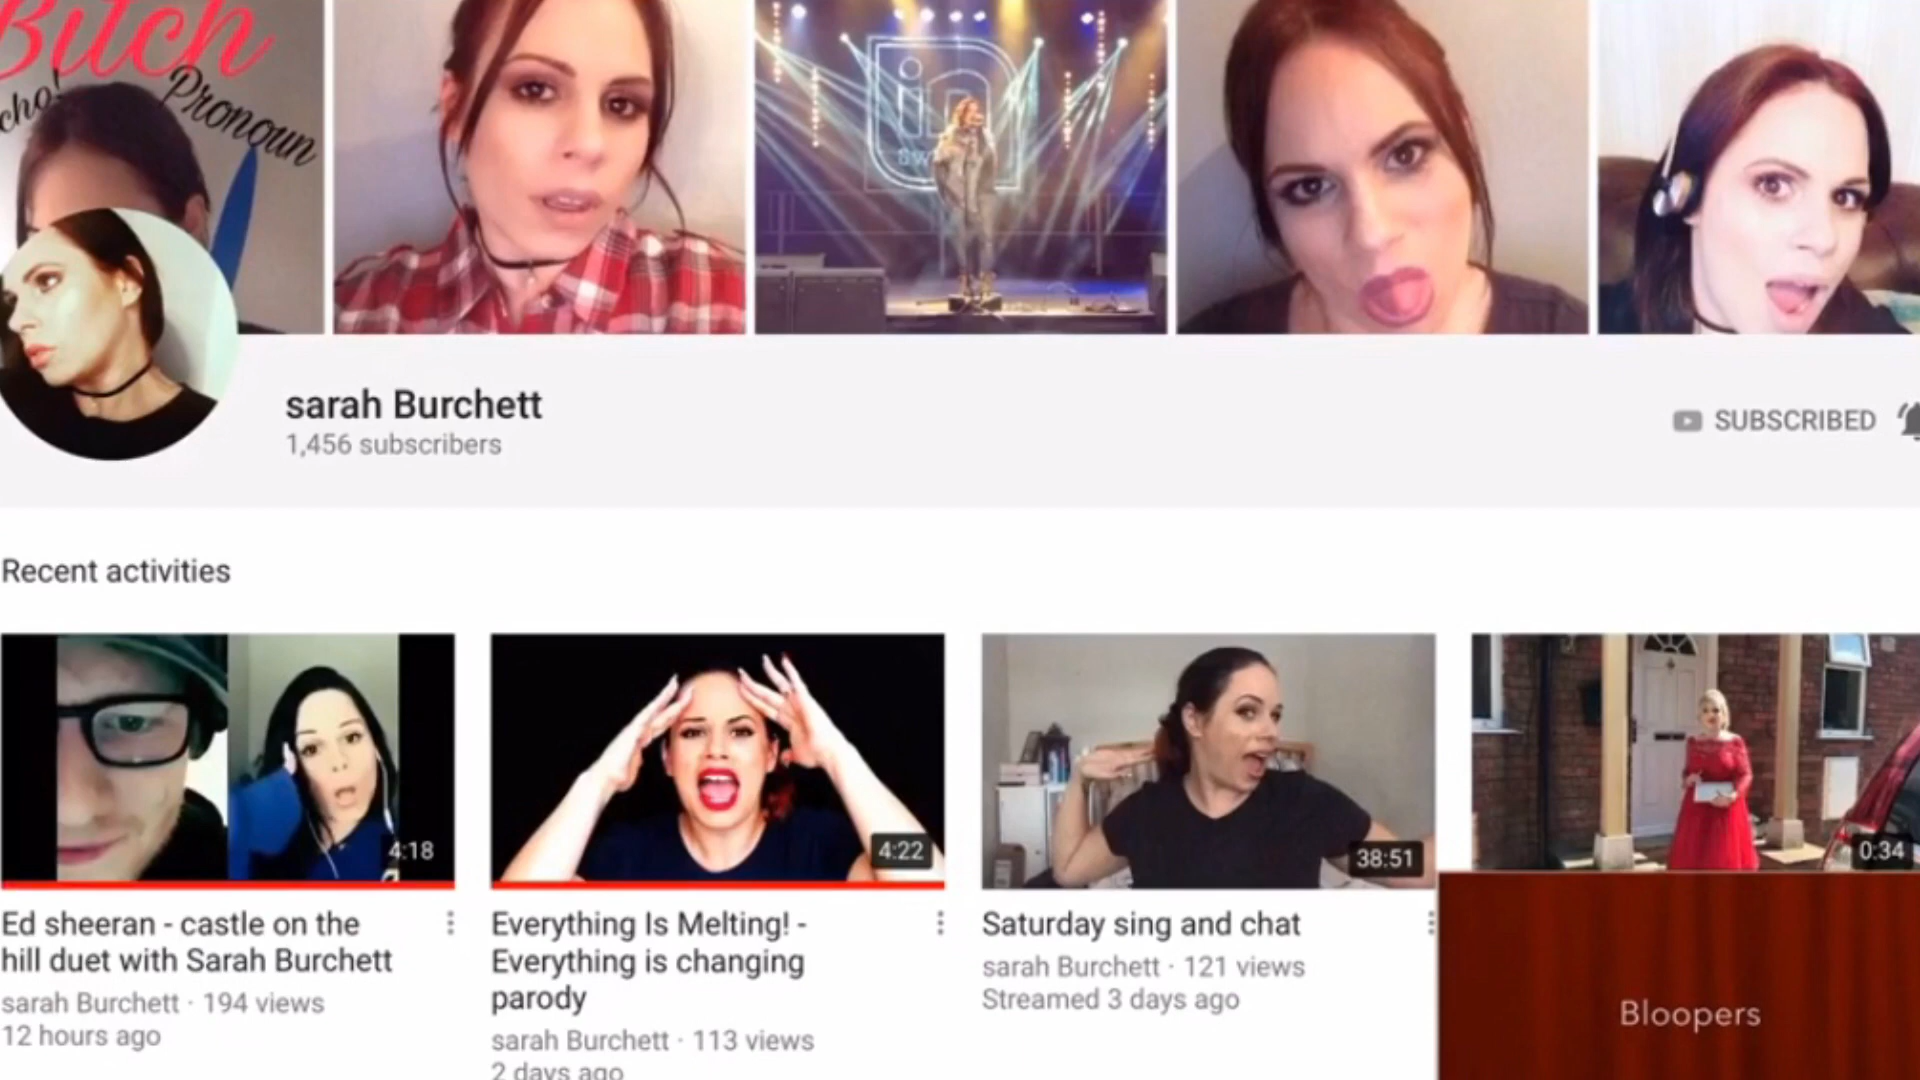 Bitch
Pronoun
sarah Burchett
1,456 subscribers
SUBSCRIBED
Recent activities
4:18
4:22
38:51
0:34
Ed sheeran - castle on the
hill duet with Sarah Burchett
sarah Burchett · 194 views
12 hours ago
Everything Is Melting! -
Everything is changing
parody
sarah Burchett · 113 views
2 days ago
Saturday sing and chat
sarah Burchett · 121 views
Streamed 3 days ago
Bloopers